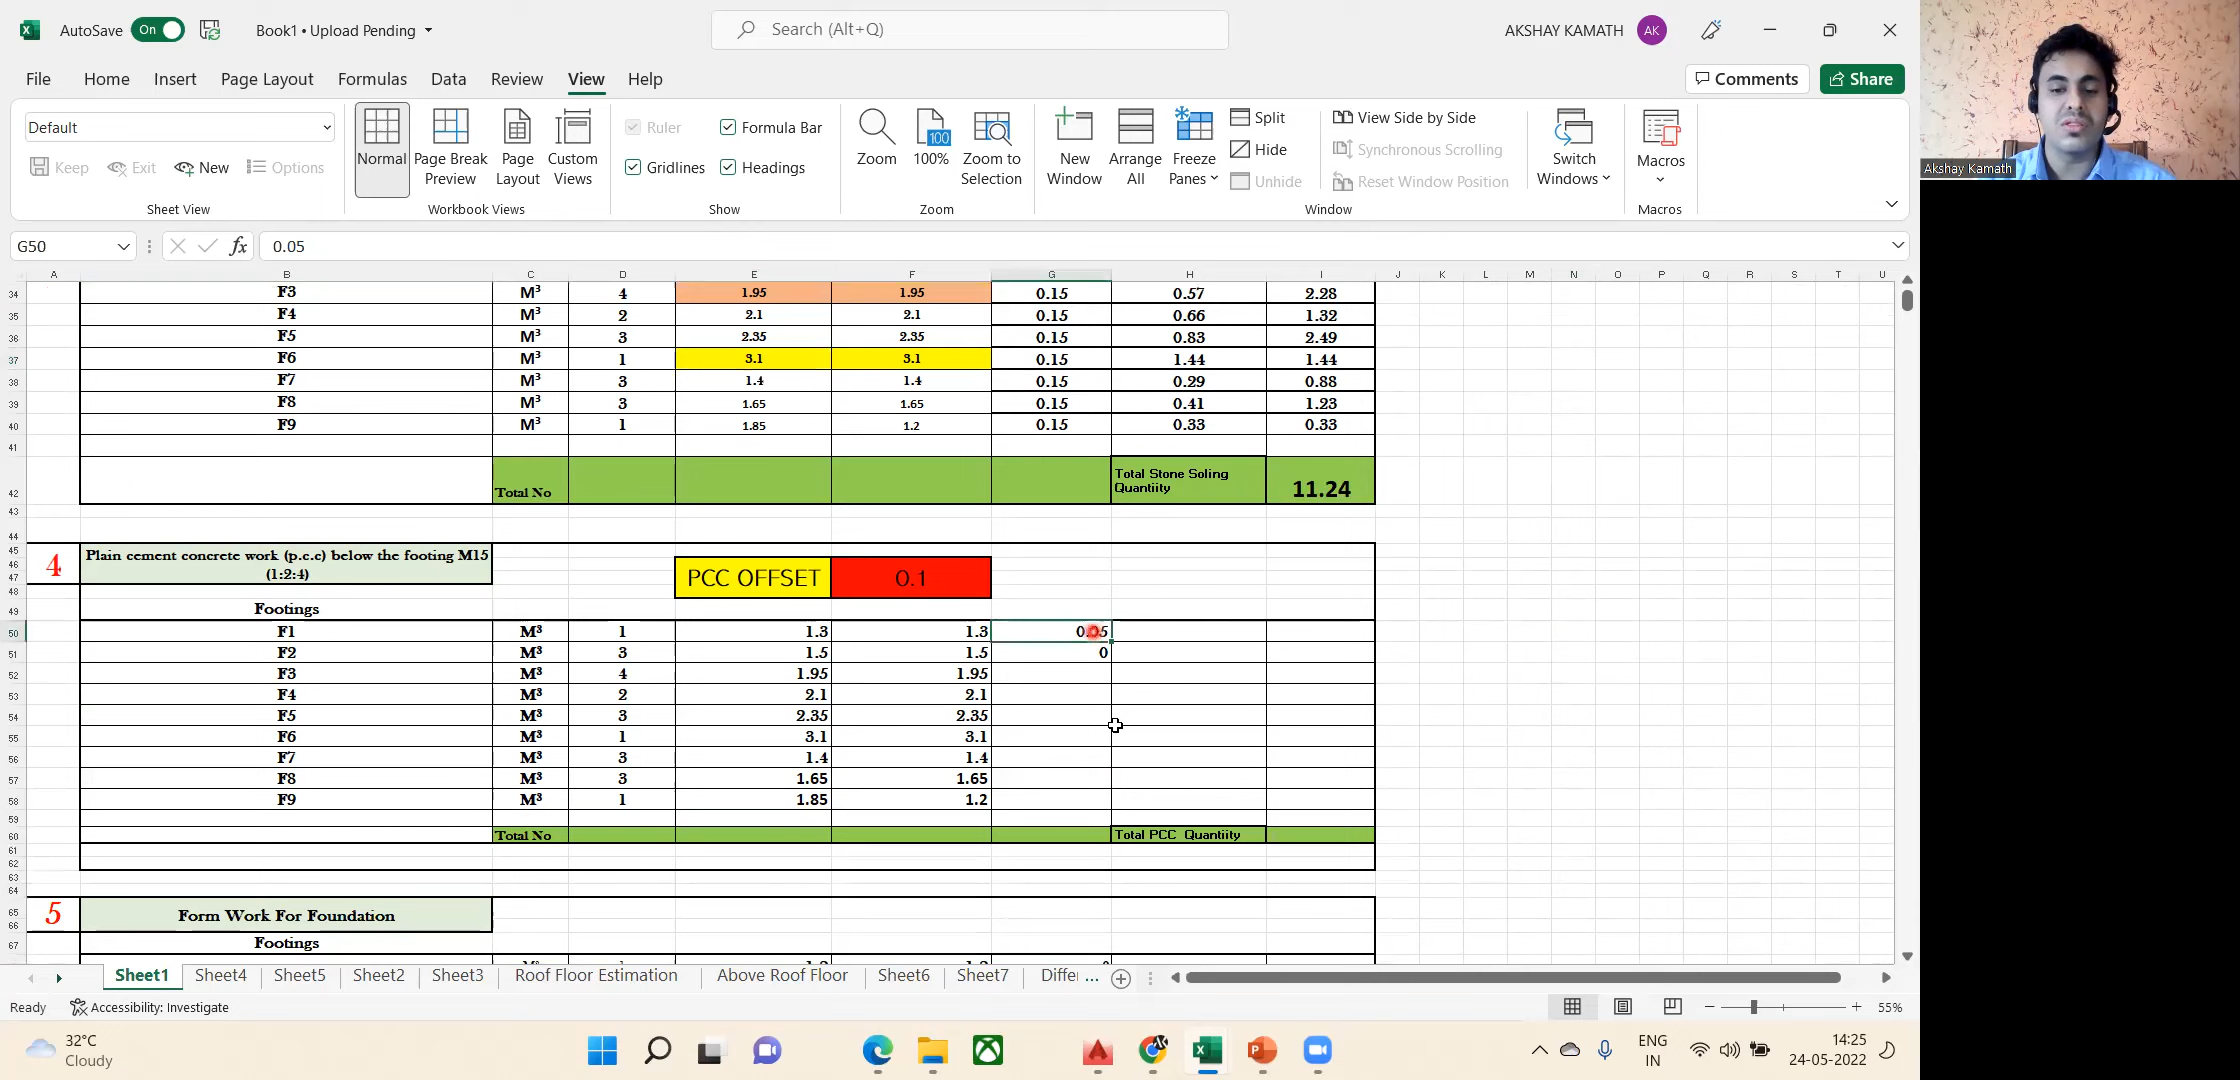 AutoSave On Book1 • Upload Pending Search (Alt+Q) AKSHAY KAMATH AK
File Home Insert Page Layout Formulas Data Review View Help Comments Share
Default
Keep Exit New Options
Sheet View
Normal
Page Break Preview
Page Layout
Custom Views
Workbook Views
Ruler Formula Bar
Gridlines Headings
Show
Zoom
100
100%
Zoom to Selection
Zoom
New Window
Arrange All
Freeze Panes
Split
Hide
Unhide
View Side by Side
Synchronous Scrolling
Reset Window Position
Window
Switch Windows
Macros
Macros
Akshay Kamath
G50 fx 0.05
A B C D E F G H I J K L M N O P Q R S T U
34 F3 M³ 4 1.95 1.95 0.15 0.57 2.28
35 F4 M³ 2 2.1 2.1 0.15 0.66 1.32
36 F5 M³ 3 2.35 2.35 0.15 0.83 2.49
37 F6 M³ 1 3.1 3.1 0.15 1.44 1.44
38 F7 M³ 3 1.4 1.4 0.15 0.29 0.88
39 F8 M³ 3 1.65 1.65 0.15 0.41 1.23
40 F9 M³ 1 1.85 1.2 0.15 0.33 0.33
41
42 Total No Total Stone Soling Quantiity 11.24
43
44
45
46 4 Plain cement concrete work (p.c.c) below the footing M15 (1:2:4) PCC OFFSET 0.1
47
48
49 Footings
50 F1 M³ 1 1.3 1.3 0.05
51 F2 M³ 3 1.5 1.5 0
52 F3 M³ 4 1.95 1.95
53 F4 M³ 2 2.1 2.1
54 F5 M³ 3 2.35 2.35
55 F6 M³ 1 3.1 3.1
56 F7 M³ 3 1.4 1.4
57 F8 M³ 3 1.65 1.65
58 F9 M³ 1 1.85 1.2
59
60 Total No Total PCC Quantiity
61
62
63
64
65 5 Form Work For Foundation
66
67 Footings
Sheet1 Sheet4 Sheet5 Sheet2 Sheet3 Roof Floor Estimation Above Roof Floor Sheet6 Sheet7 Differ ...
Ready Accessibility: Investigate 55%
32°C
Cloudy
ENG
IN
14:25
24-05-2022